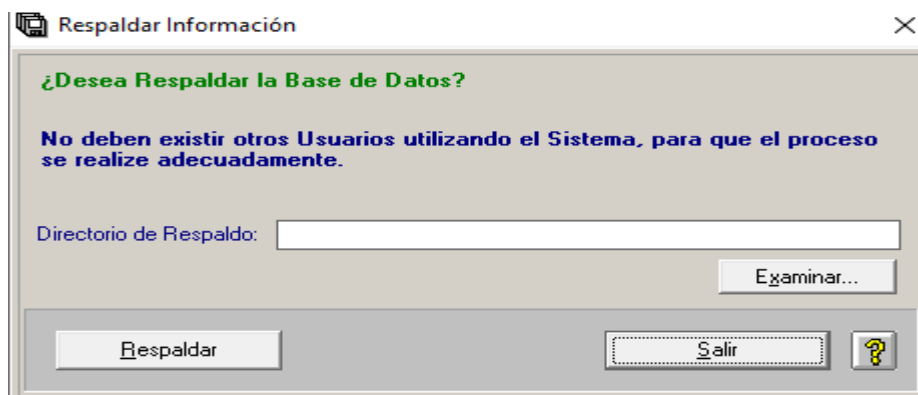 Respaldar Información
¿Desea Respaldar la Base de Datos?
No deben existir otros Usuarios utilizando el Sistema, para que el proceso
se realize adecuadamente.
Directorio de Respaldo:
Examinar...
Respaldar
Salir
?